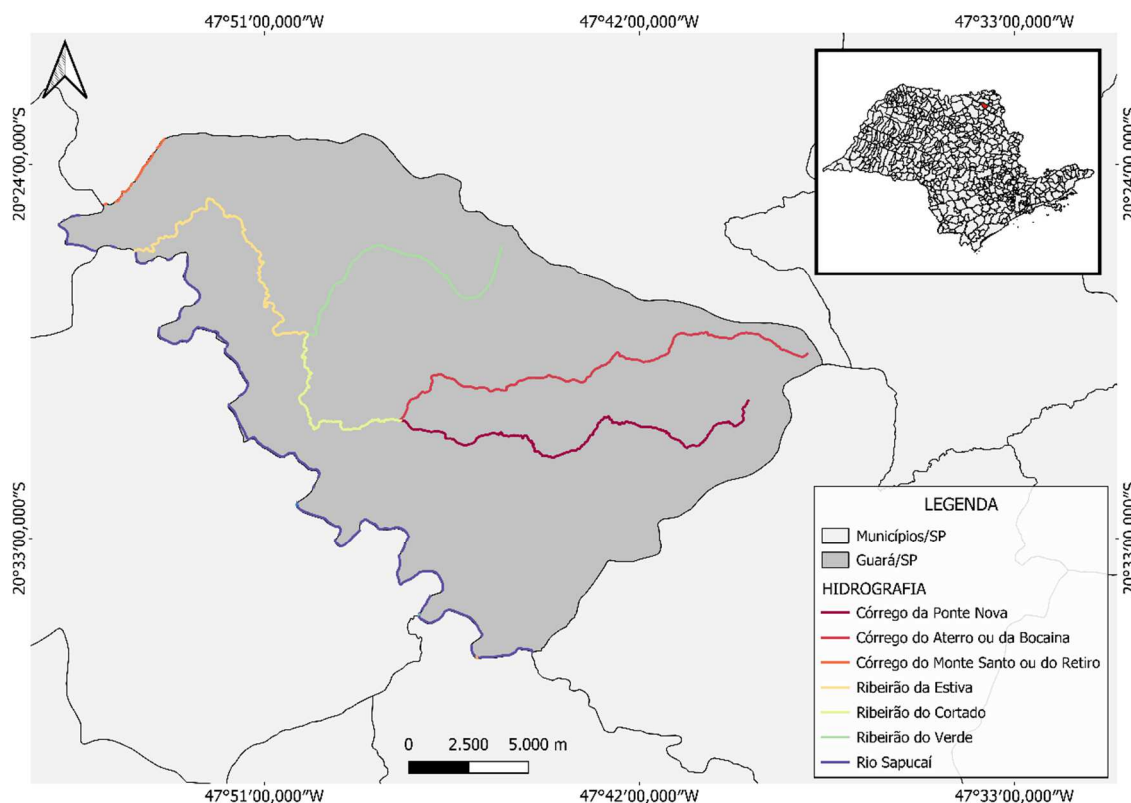 47°51'00,000"W 47°42'00,000"W 47°33'00,000"W
20°24'00,000"S
20°24'00,000"S
20°33'00,000"S
20°33'00,000"S
LEGENDA
Municípios/SP
Guará/SP
HIDROGRAFIA
Córrego da Ponte Nova
Córrego do Aterro ou da Bocaina
Córrego do Monte Santo ou do Retiro
Ribeirão da Estiva
Ribeirão do Cortado
Ribeirão do Verde
Rio Sapucaí
0 2.500 5.000 m
47°51'00,000"W 47°42'00,000"W 47°33'00,000"W